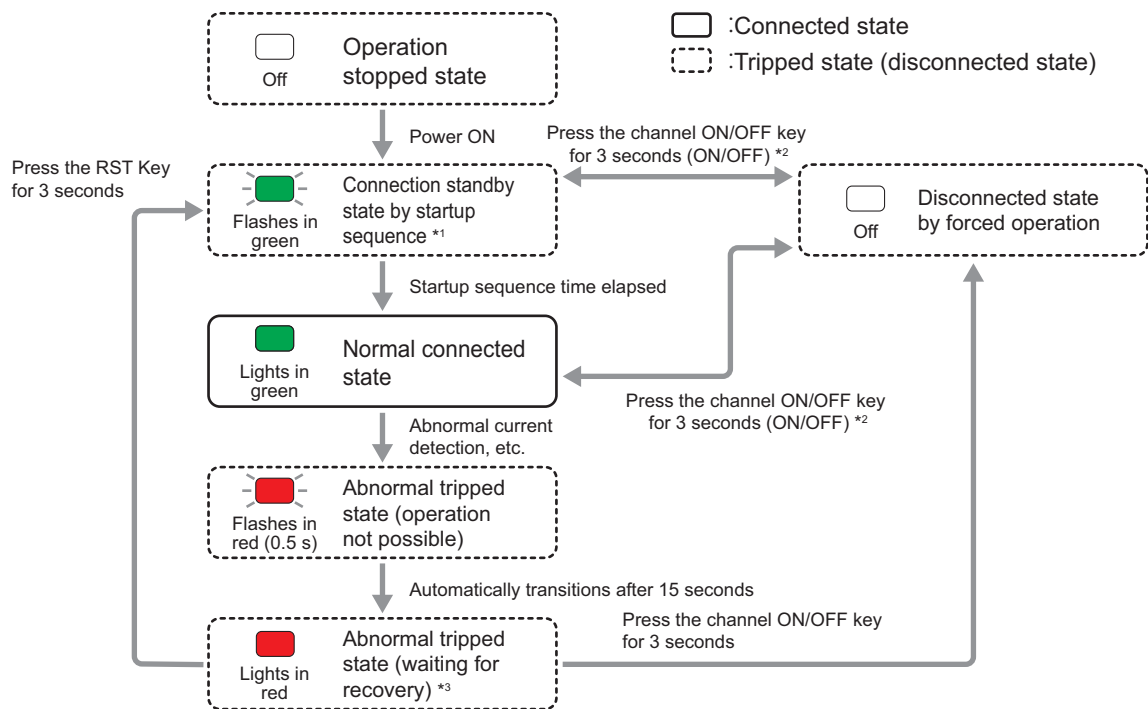 Operation
stopped state
Off
:Connected state
:Tripped state (disconnected state)
Power ON
Press the channel ON/OFF key
for 3 seconds (ON/OFF) *2
Press the RST Key
for 3 seconds
Connection standby
state by startup
sequence *1
Flashes in
green
Disconnected state
by forced operation
Off
Startup sequence time elapsed
Normal connected
state
Lights in
green
Press the channel ON/OFF key
for 3 seconds (ON/OFF) *2
Abnormal current
detection, etc.
Abnormal tripped
state (operation
not possible)
Flashes in
red (0.5 s)
Automatically transitions after 15 seconds
Press the channel ON/OFF key
for 3 seconds
Abnormal tripped
state (waiting for
recovery) *3
Lights in
red